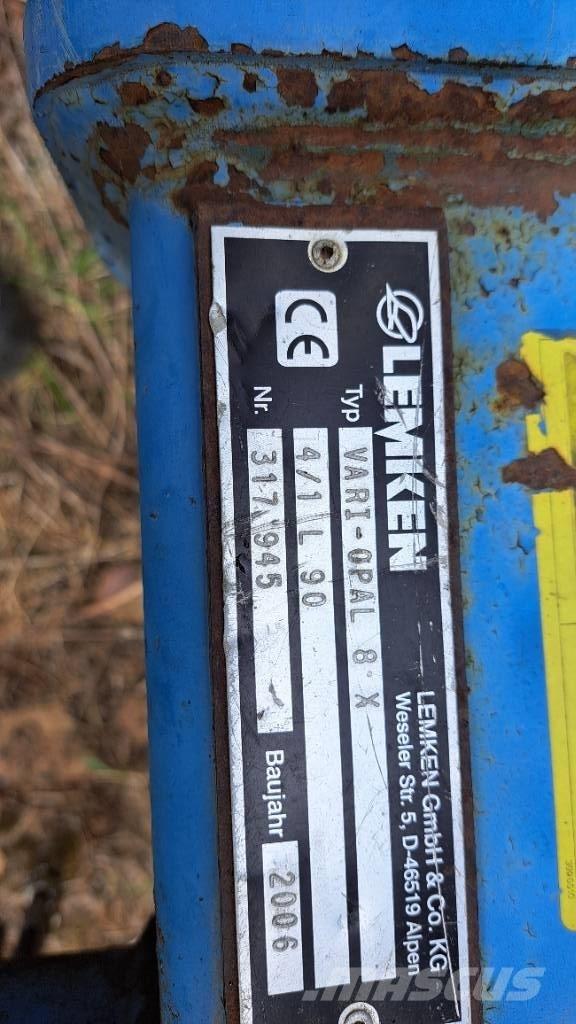 LEMKEN
LEMKEN GmbH & Co. KG
Weseler Str. 5, D-46519 Alpen
Typ VARI-OPAL 8 X
4/1 L 90
Nr. 317 945 Baujahr 2006
CE
MASCUS